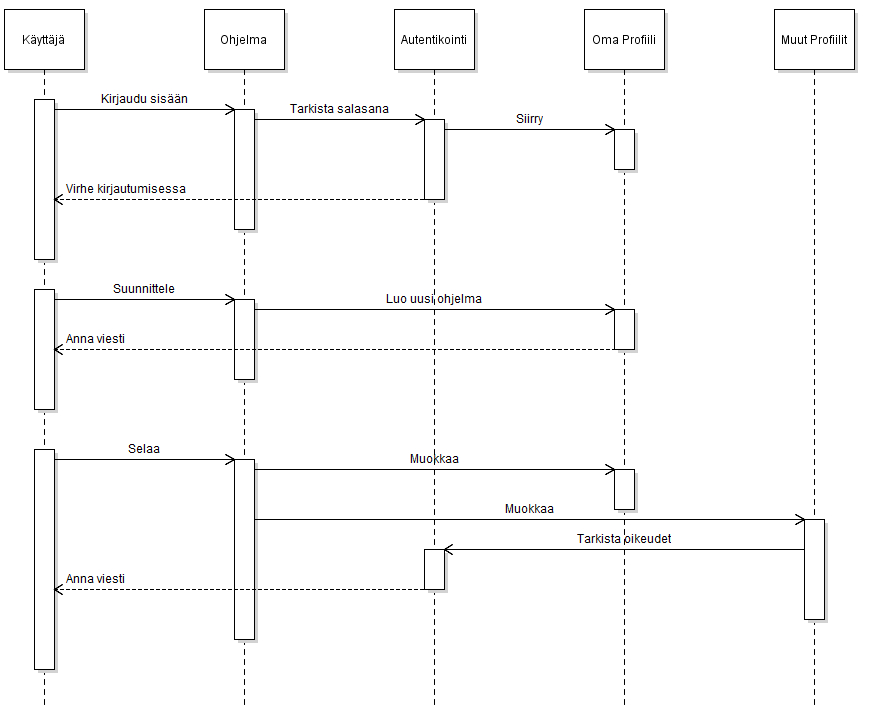 Käyttäjä
Ohjelma
Autentikointi
Oma Profiili
Muut Profiilit
Kirjaudu sisään
Tarkista salasana
Siirry
Virhe kirjautumisessa
Suunnittele
Luo uusi ohjelma
Anna viesti
Selaa
Muokkaa
Muokkaa
Tarkista oikeudet
Anna viesti